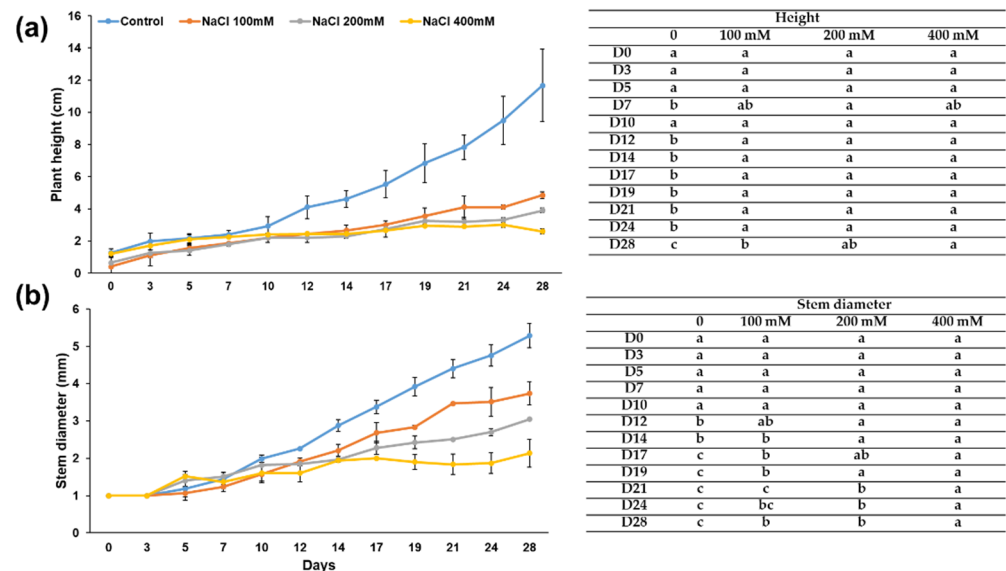 (a)
Control NaCl 100mM NaCl 200mM NaCl 400mM
Plant height (cm)
16
14
12
10
8
6
4
2
0
0 3 5 7 10 12 14 17 19 21 24 28
Height
0 100 mM 200 mM 400 mM
D0 a a a a
D3 a a a a
D5 a a a a
D7 b ab a ab
D10 a a a a
D12 b a a a
D14 b a a a
D17 b a a a
D19 b a a a
D21 b a a a
D24 b a a a
D28 c b ab a
(b)
Stem diameter (mm)
6
5
4
3
2
1
0
0 3 5 7 10 12 14 17 19 21 24 28
Days
Stem diameter
0 100 mM 200 mM 400 mM
D0 a a a a
D3 a a a a
D5 a a a a
D7 a a a a
D10 a a a a
D12 b ab a a
D14 b b a a
D17 c b ab a
D19 c b a a
D21 c c b a
D24 c bc b a
D28 c b b a